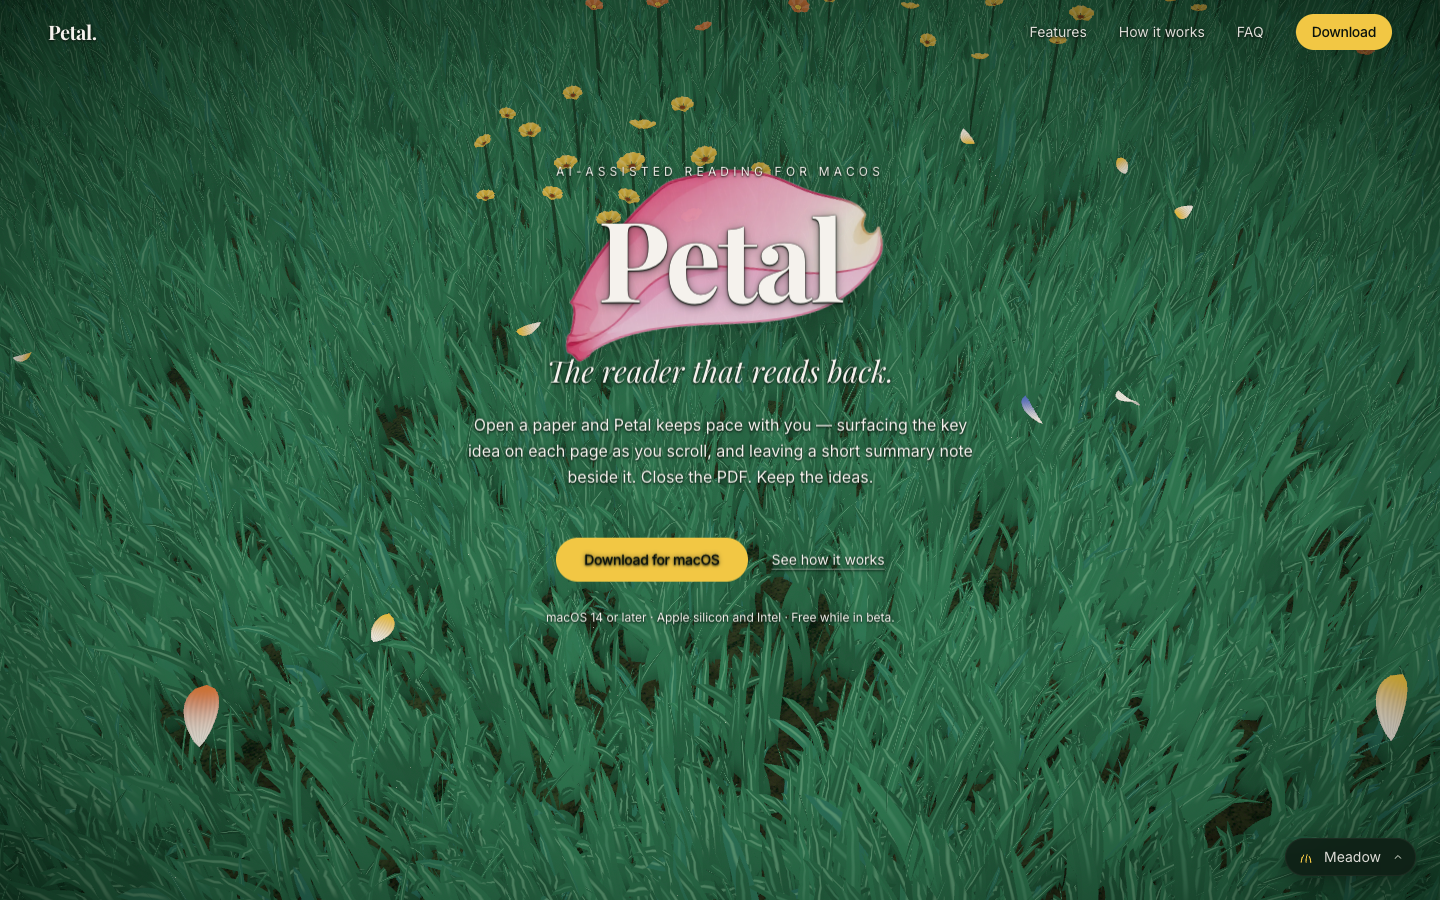 Petal.
Features
How it works
FAQ
Download
AI-ASSISTED READING FOR MACOS
Petal
The reader that reads back.
Open a paper and Petal keeps pace with you — surfacing the key
idea on each page as you scroll, and leaving a short summary note
beside it. Close the PDF. Keep the ideas.
Download for macOS
See how it works
macOS 14 or later · Apple silicon and Intel · Free while in beta.
Meadow